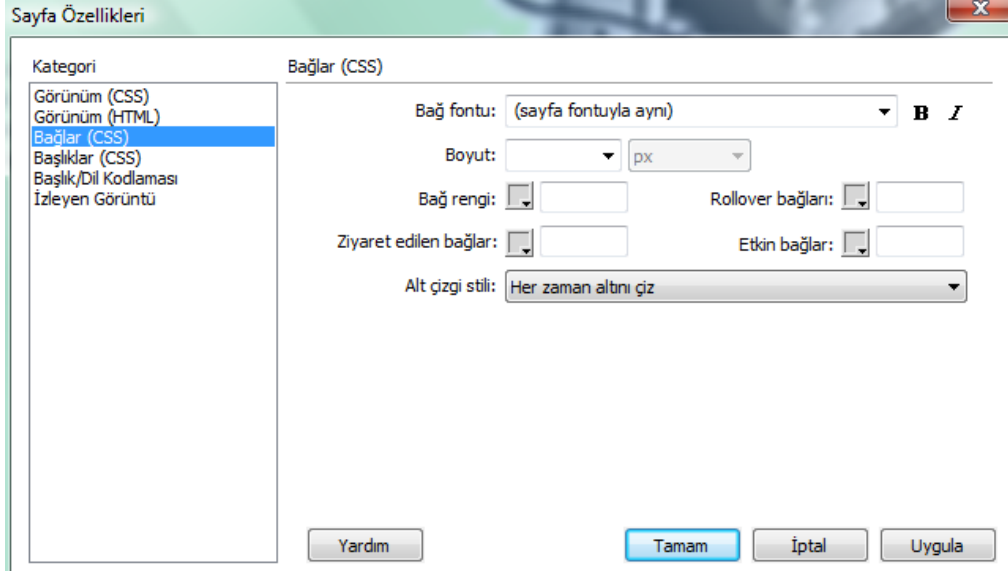 Sayfa Özellikleri
x
Kategori
Görünüm (CSS)
Görünüm (HTML)
Bağlar (CSS)
Başlıklar (CSS)
Başlık/Dil Kodlaması
İzleyen Görüntü
Bağlar (CSS)
Bağ fontu: (sayfa fontuyla aynı) B I
Boyut: px
Bağ rengi: Rollover bağları:
Ziyaret edilen bağlar: Etkin bağlar:
Alt çizgi stili: Her zaman altını çiz
Yardım Tamam İptal Uygula